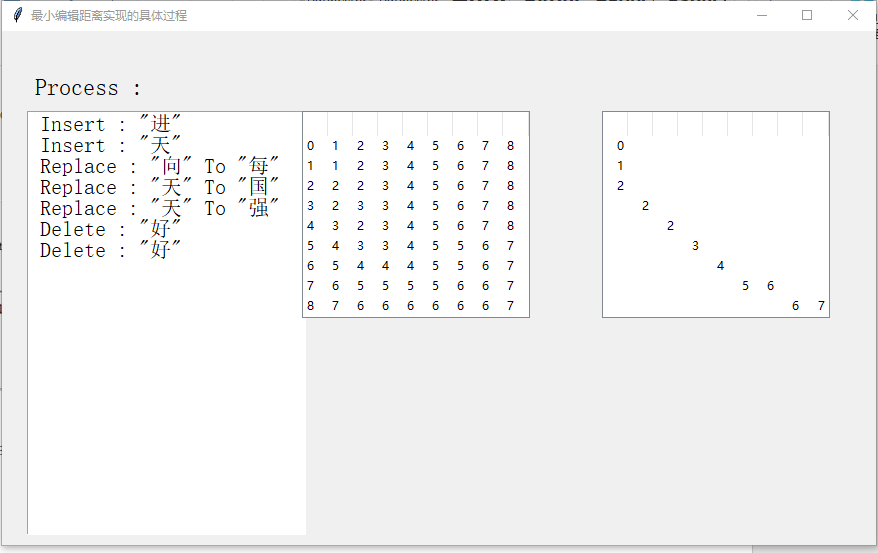 最小编辑距离实现的具体过程
Process :
Insert : "进"
Insert : "天"
Replace : "向" To "每"
Replace : "天" To "国"
Replace : "天" To "强"
Delete : "好"
Delete : "好"
0 1 2 3 4 5 6 7 8
1 1 2 3 4 5 6 7 8
2 2 2 3 4 5 6 7 8
3 2 3 3 4 5 6 7 8
4 3 2 3 4 5 6 7 8
5 4 3 3 4 5 6 6 7
6 5 4 4 4 5 5 6 7
7 6 5 5 5 5 6 6 7
8 7 6 6 6 6 6 6 7
0
1
2
2
2
3
4
5 6
6 7